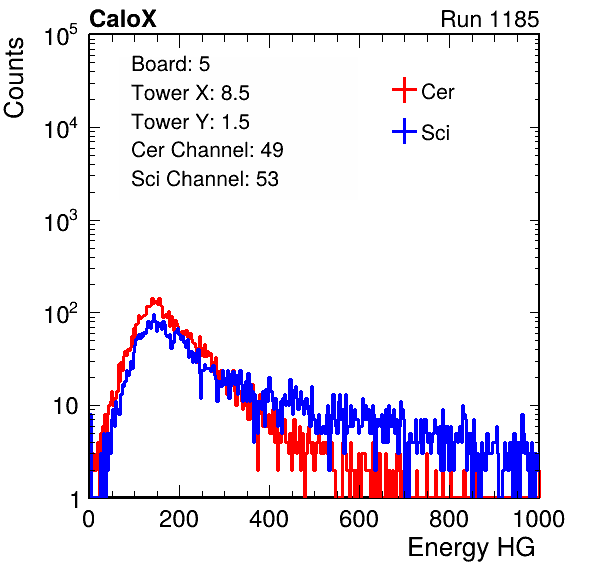 CaloX Run 1185
Counts
10^5
10^4
10^3
10^2
10
1
Board: 5
Tower X: 8.5
Tower Y: 1.5
Cer Channel: 49
Sci Channel: 53
Cer
Sci
0 200 400 600 800 1000
Energy HG